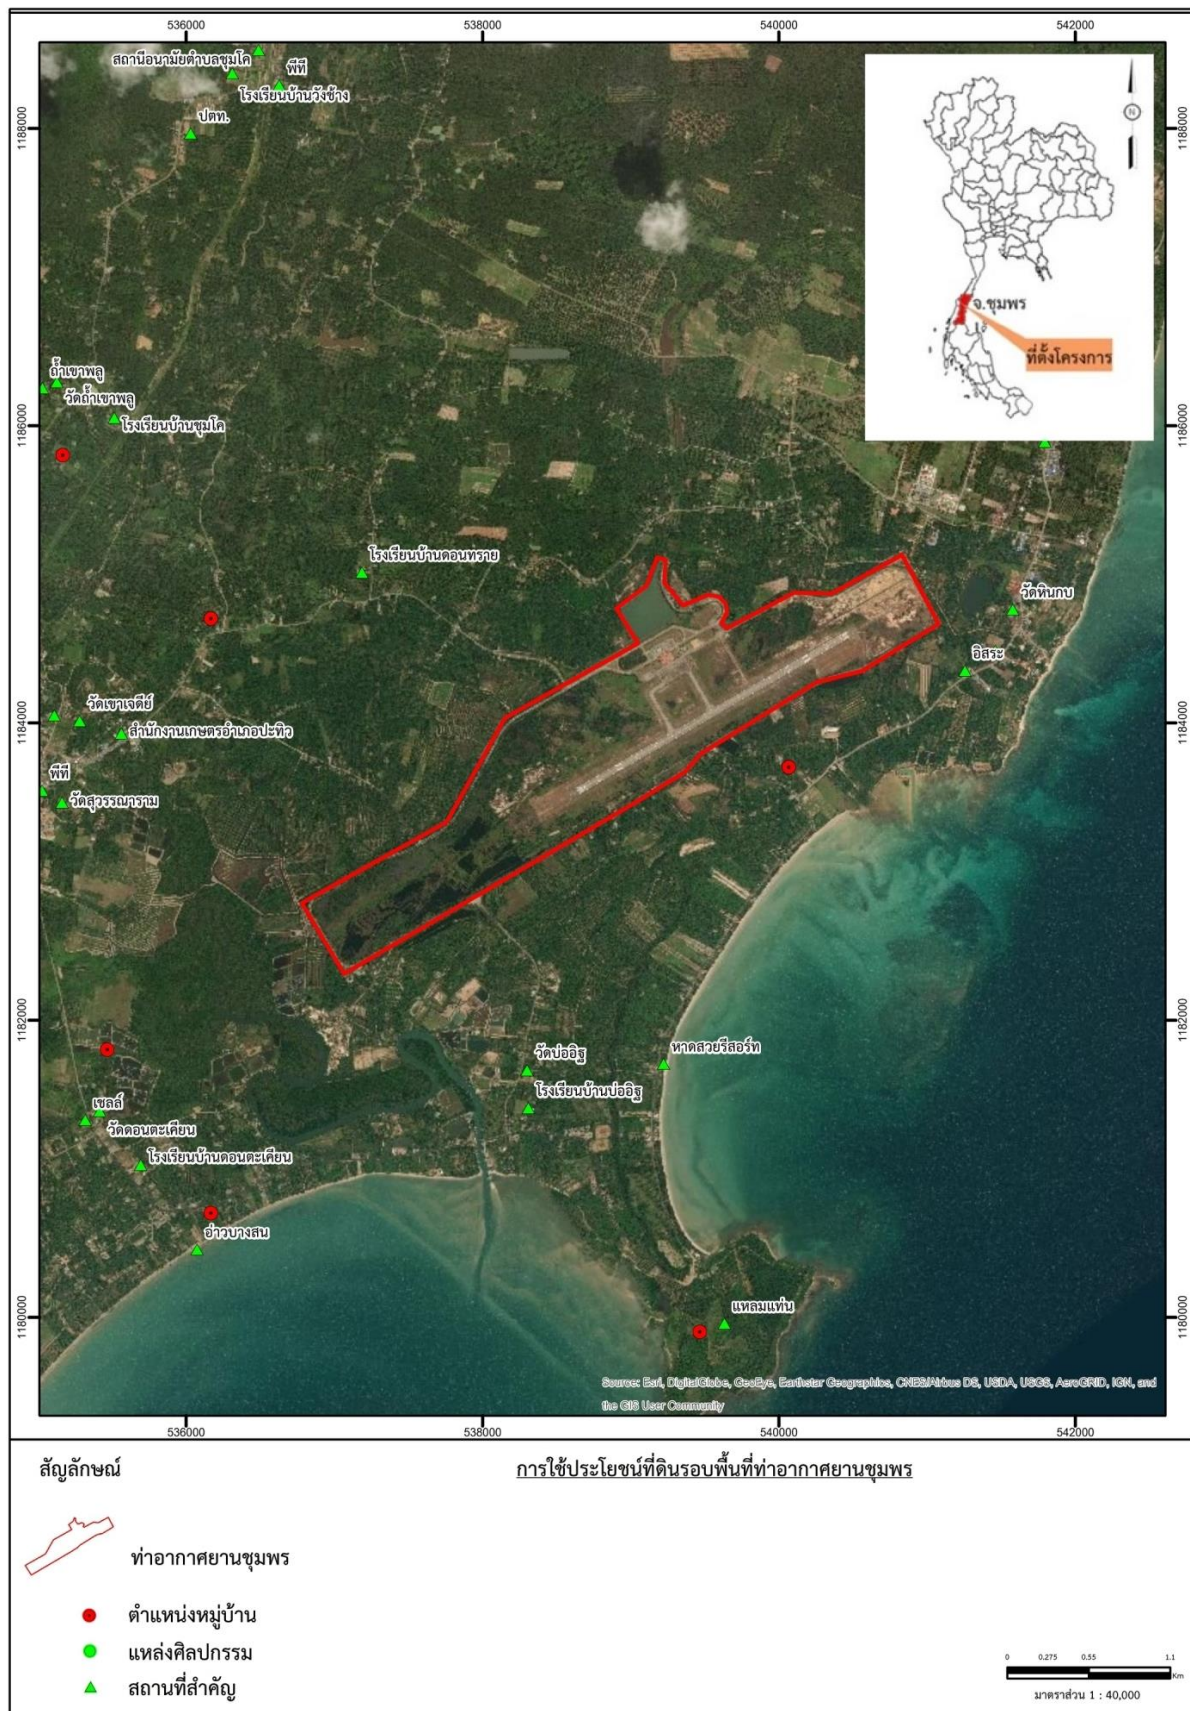 536000 538000 540000 542000
สถานีอนามัยตำบลชุมโค
พีที
โรงเรียนบ้านวังช้าง
ปตท.
1188000 1188000
N
จ.ชุมพร
ที่ตั้งโครงการ
ถ้ำเขาพลู
วัดถ้ำเขาพลู
โรงเรียนบ้านชุมโค
1186000 1186000
โรงเรียนบ้านดอนทราย
วัดหินกบ
อิสระ
วัดเขาเจดีย์
สำนักงานเกษตรอำเภอปะทิว
1184000 1184000
พีที
วัดสุวรรณาราม
1182000 1182000
วัดบ่ออิฐ
หาดสวยรีสอร์ท
โรงเรียนบ้านบ่ออิฐ
เชลล์
วัดดอนตะเคียน
โรงเรียนบ้านดอนตะเคียน
อ่าวบางสน
แหลมแท่น
1180000 1180000
Source: Esri, DigitalGlobe, GeoEye, Earthstar Geographics, CNES/Airbus DS, USDA, USGS, AeroGRID, IGN, and
the GIS User Community
536000 538000 540000 542000
สัญลักษณ์
การใช้ประโยชน์ที่ดินรอบพื้นที่ท่าอากาศยานชุมพร
ท่าอากาศยานชุมพร
ตำแหน่งหมู่บ้าน
แหล่งศิลปกรรม
สถานที่สำคัญ
0 0.275 0.55 1.1
Km
มาตราส่วน 1 : 40,000